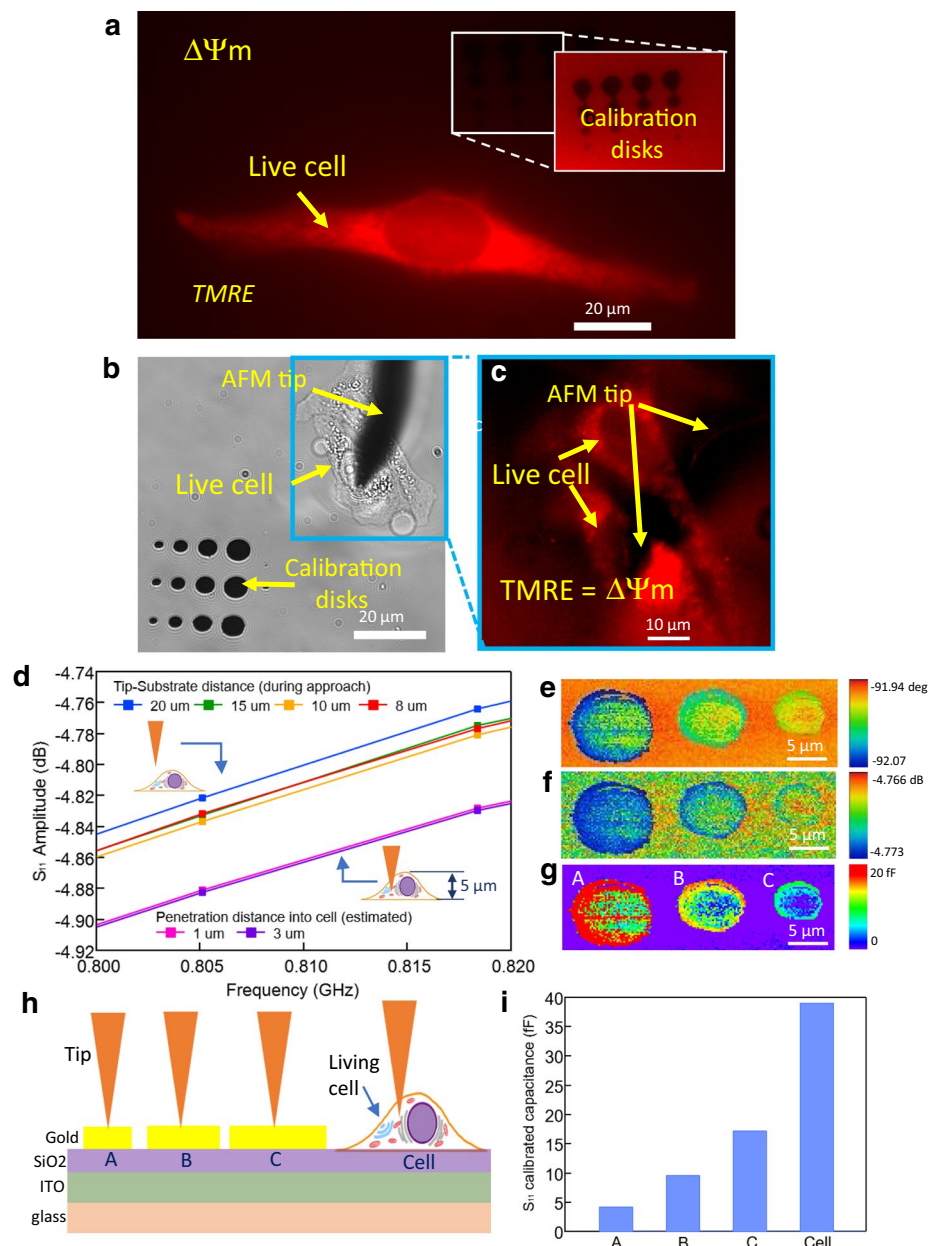 a
ΔΨm
Calibration
disks
Live cell
TMRE
20 µm
b
AFM tip
Live cell
Calibration
disks
20 µm
c
AFM tip
Live cell
TMRE = ΔΨm
10 µm
d
-4.74
-4.76
-4.78
-4.80
-4.82
-4.84
-4.86
-4.88
-4.90
-4.92
S₁₁ Amplitude (dB)
Tip-Substrate distance (during approach)
20 um 15 um 10 um 8 um
5 µm
Penetration distance into cell (estimated)
1 um 3 um
0.800 0.805 0.810 0.815 0.820
Frequency (GHz)
e
5 µm
-91.94 deg
-92.07
f
5 µm
-4.766 dB
-4.773
g
A B C
5 µm
20 fF
0
h
Tip
Living
cell
Gold
SiO2
A B C Cell
ITO
glass
i
S₁₁ calibrated capacitance (fF)
40
35
30
25
20
15
10
5
0
A B C Cell